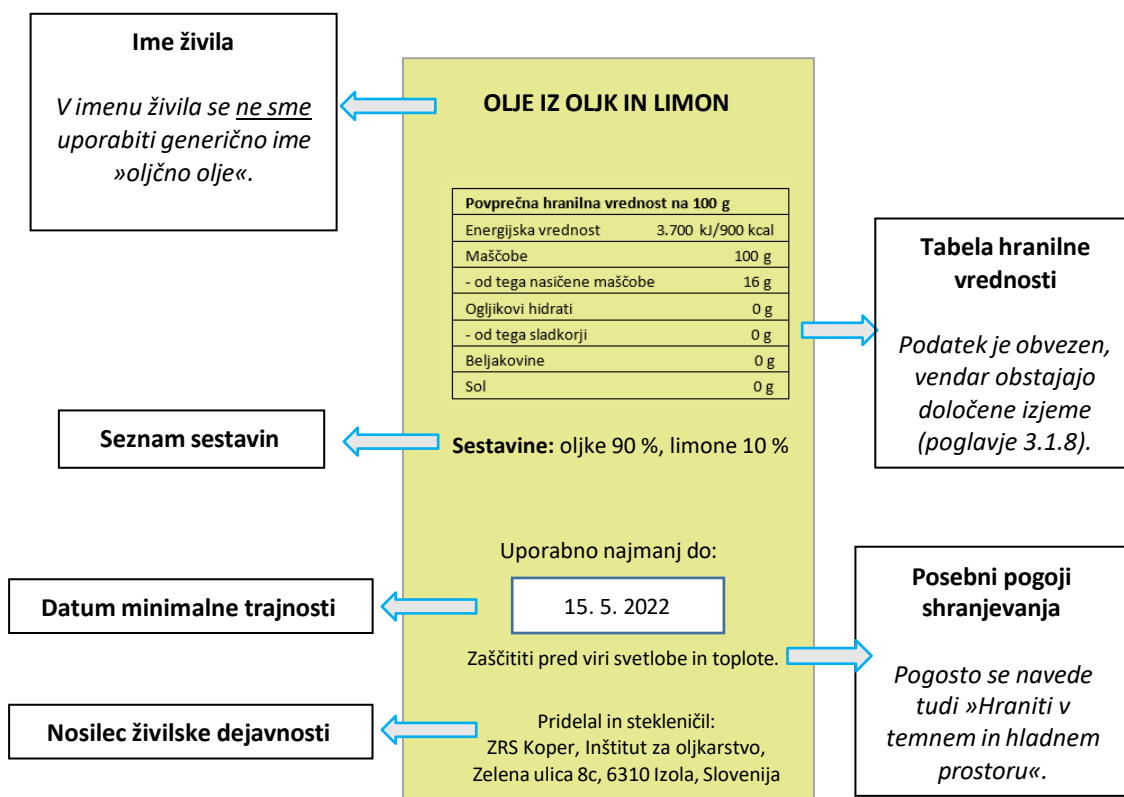 Ime živila
V imenu živila se ne sme
uporabiti generično ime
»oljčno olje«.
OLJE IZ OLJK IN LIMON
Povprečna hranilna vrednost na 100 g
Energijska vrednost 3.700 kJ/900 kcal
Maščobe 100 g
- od tega nasičene maščobe 16 g
Ogljikovi hidrati 0 g
- od tega sladkorji 0 g
Beljakovine 0 g
Sol 0 g
Tabela hranilne
vrednosti
Podatek je obvezen,
vendar obstajajo
določene izjeme
(poglavje 3.1.8).
Seznam sestavin
Sestavine: oljke 90 %, limone 10 %
Uporabno najmanj do:
Datum minimalne trajnosti
15. 5. 2022
Zaščititi pred viri svetlobe in toplote.
Posebni pogoji
shranjevanja
Pogosto se navede
tudi »Hraniti v
temnem in hladnem
prostoru«.
Nosilec živilske dejavnosti
Pridelal in stekleničil:
ZRS Koper, Inštitut za oljkarstvo,
Zelena ulica 8c, 6310 Izola, Slovenija